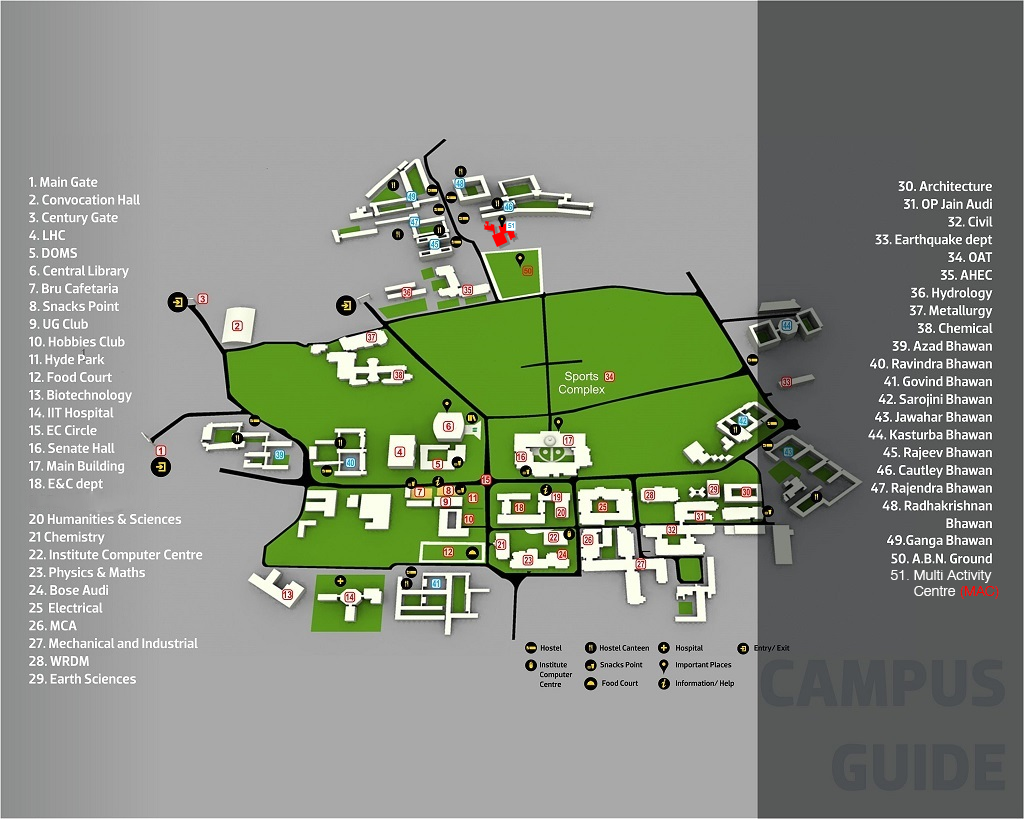 1. Main Gate
2. Convocation Hall
3. Century Gate
4. LHC
5. DOMS
6. Central Library
7. Bru Cafetaria
8. Snacks Point
9. UG Club
10. Hobbies Club
11. Hyde Park
12. Food Court
13. Biotechnology
14. IIT Hospital
15. EC Circle
16. Senate Hall
17. Main Building
18. E&C dept
20 Humanities & Sciences
21 Chemistry
22. Institute Computer Centre
23. Physics & Maths
24. Bose Audi
25 Electrical
26. MCA
27. Mechanical and Industrial
28. WRDM
29. Earth Sciences
48
49
46
47
51
45
50
36
35
3
2
37
38
44
33
Sports 34
Complex
6
42
1
39
40
4
5
17
16
43
15
7
8
9
11
10
18
19
20
25
28
29
30
31
12
21
22
23
24
26
32
27
13
14
41
Hostel
Hostel Canteen
Hospital
Entry/ Exit
Institute
Computer
Centre
Snacks Point
Important Places
Food Court
Information/ Help
30. Architecture
31. OP Jain Audi
32. Civil
33. Earthquake dept
34. OAT
35. AHEC
36. Hydrology
37. Metallurgy
38. Chemical
39. Azad Bhawan
40. Ravindra Bhawan
41. Govind Bhawan
42. Sarojini Bhawan
43. Jawahar Bhawan
44. Kasturba Bhawan
45. Rajeev Bhawan
46. Cautley Bhawan
47. Rajendra Bhawan
48. Radhakrishnan
Bhawan
49.Ganga Bhawan
50. A.B.N. Ground
51. Multi Activity
Centre (MAC)
CAMPUS
GUIDE